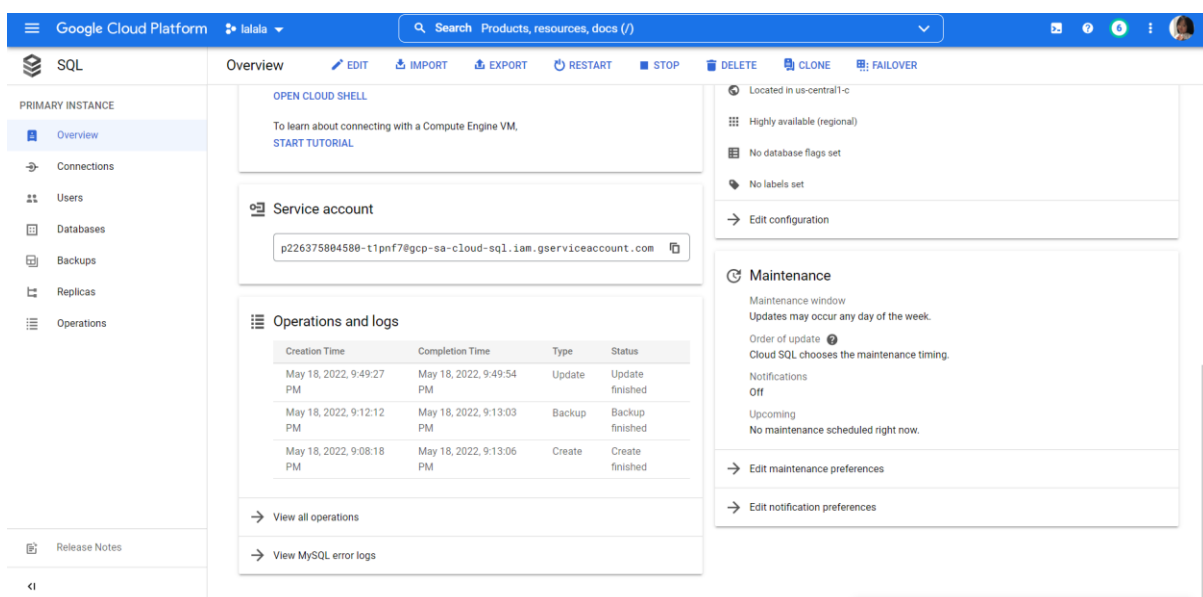 Google Cloud Platform
lalala
Search Products, resources, docs (/)
6
SQL
Overview
EDIT
IMPORT
EXPORT
RESTART
STOP
DELETE
CLONE
FAILOVER
PRIMARY INSTANCE
Overview
Connections
Users
Databases
Backups
Replicas
Operations
Release Notes
OPEN CLOUD SHELL
To learn about connecting with a Compute Engine VM,
START TUTORIAL
Service account
p226375804580-t1pnf7@gcp-sa-cloud-sql.iam.gserviceaccount.com
Operations and logs
Creation Time Completion Time Type Status
May 18, 2022, 9:49:27 May 18, 2022, 9:49:54 Update Update
PM PM finished
May 18, 2022, 9:12:12 May 18, 2022, 9:13:03 Backup Backup
PM PM finished
May 18, 2022, 9:08:18 May 18, 2022, 9:13:06 Create Create
PM PM finished
View all operations
View MySQL error logs
Located in us-central1-c
Highly available (regional)
No database flags set
No labels set
Edit configuration
Maintenance
Maintenance window
Updates may occur any day of the week.
Order of update
Cloud SQL chooses the maintenance timing.
Notifications
Off
Upcoming
No maintenance scheduled right now.
Edit maintenance preferences
Edit notification preferences